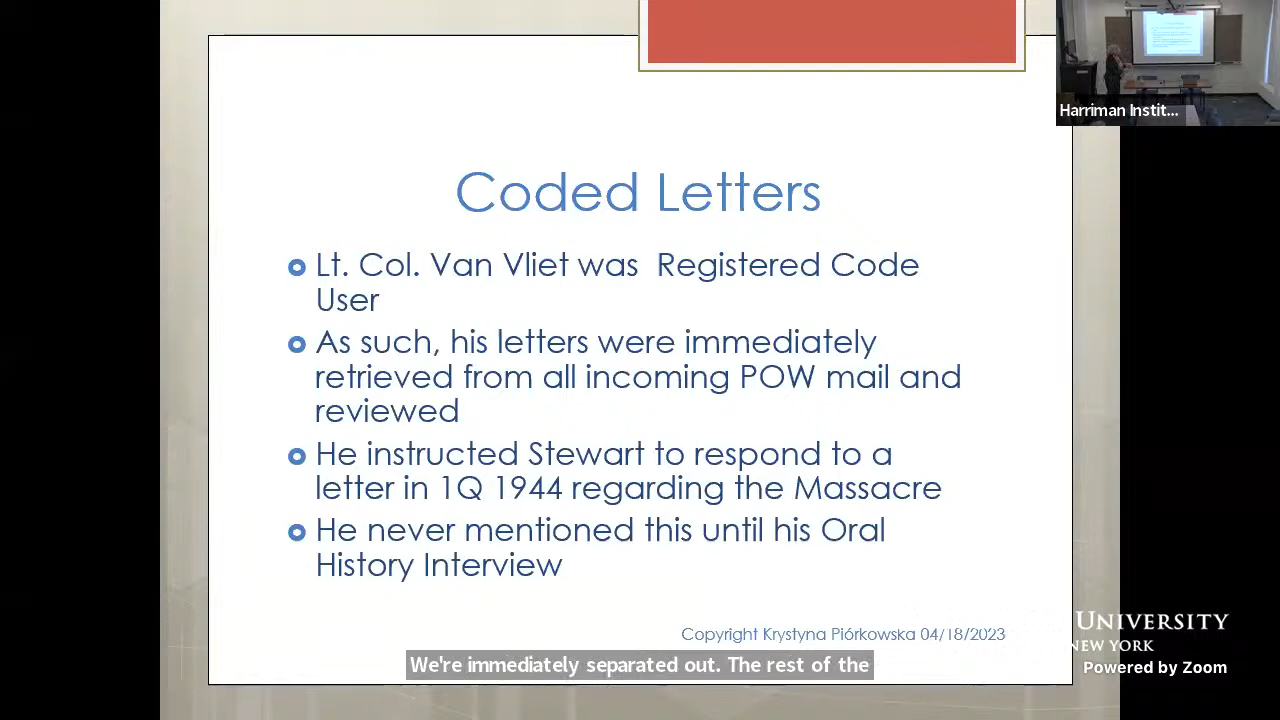 Harriman Instit...
Coded Letters
Lt. Col. Van Vliet was Registered Code
User
As such, his letters were immediately
retrieved from all incoming POW mail and
reviewed
He instructed Stewart to respond to a
letter in 1Q 1944 regarding the Massacre
He never mentioned this until his Oral
History Interview
Copyright Krystyna Piórkowska 04/18/2023
We're immediately separated out. The rest of the
UNIVERSITY
NEW YORK
Powered by Zoom